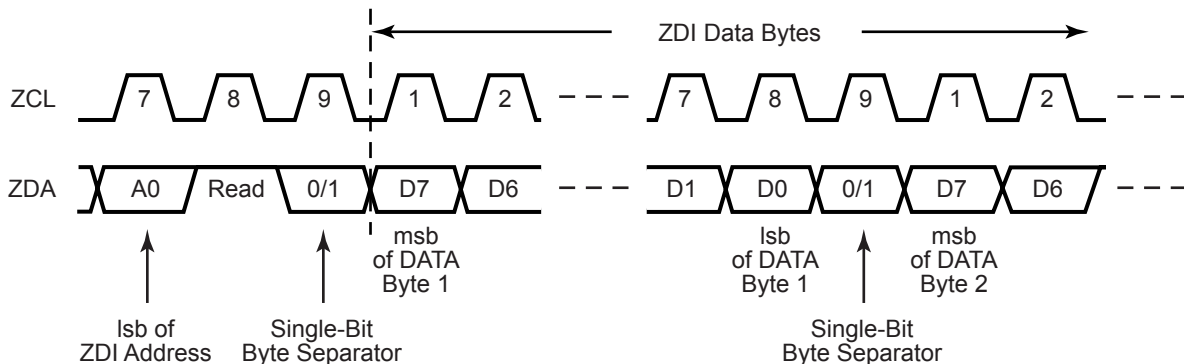 ZDI Data Bytes
ZCL 7 8 9 1 2 7 8 9 1 2
ZDA A0 Read 0/1 D7 D6 D1 D0 0/1 D7 D6
msb
of DATA
Byte 1
lsb
of DATA
Byte 1
msb
of DATA
Byte 2
lsb of
ZDI Address
Single-Bit
Byte Separator
Single-Bit
Byte Separator